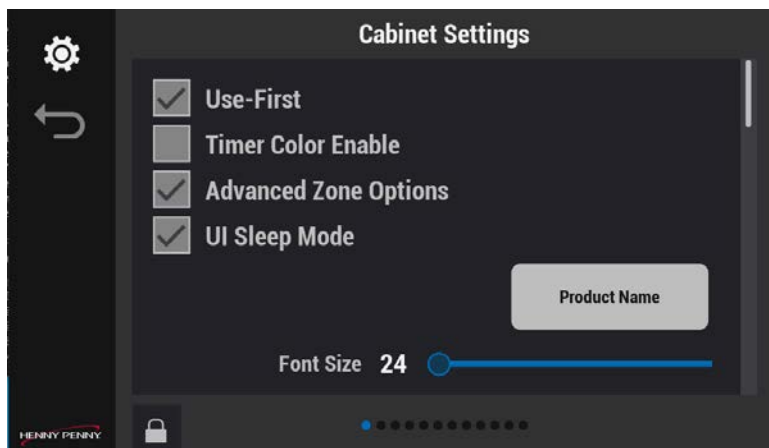 Cabinet Settings
Use-First
Timer Color Enable
Advanced Zone Options
UI Sleep Mode
Product Name
Font Size 24
HENNY PENNY